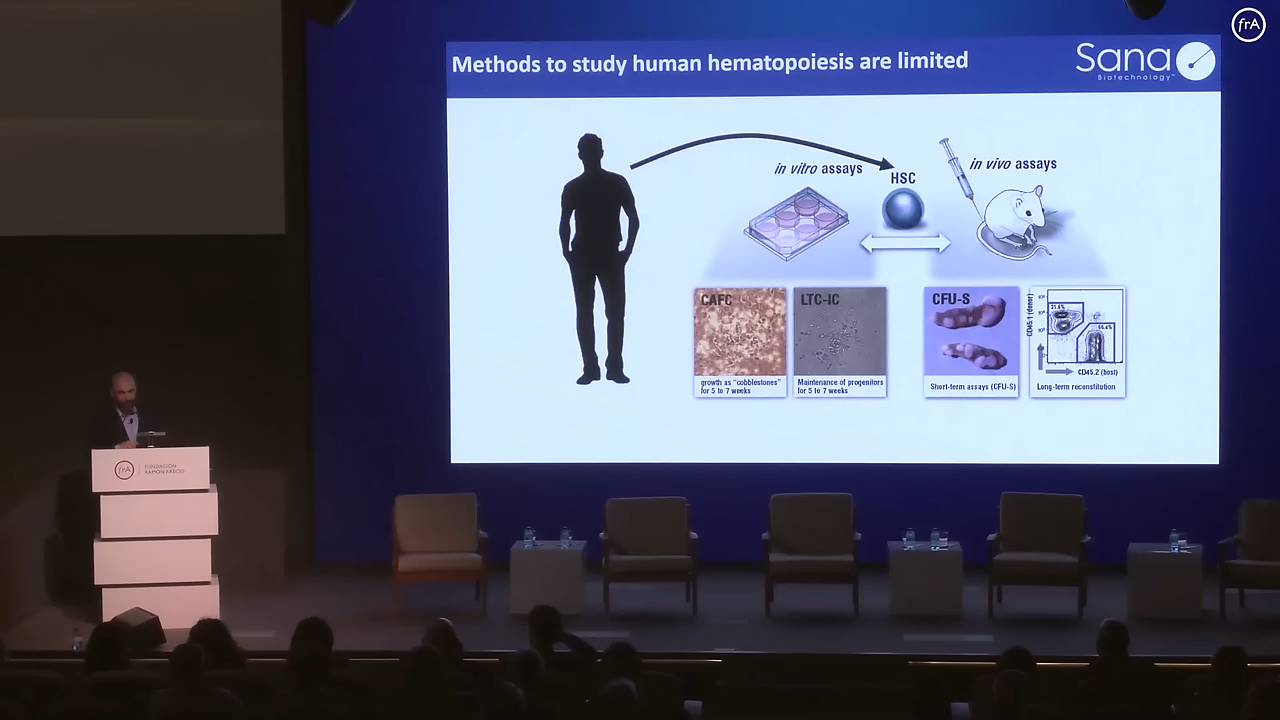 frA
Methods to study human hematopoiesis are limited
Sana
Biotechnology™
in vitro assays
HSC
in vivo assays
CAFC
growth as "cobblestones"
for 5 to 7 weeks
LTC-IC
Maintenance of progenitors
for 5 to 7 weeks
CFU-S
Short-term assays (CFU-S)
CD45.1 (donor)
CD45.2 (host)
Long-term reconstitution
frA
FUNDACIÓN
RAMÓN ARECES